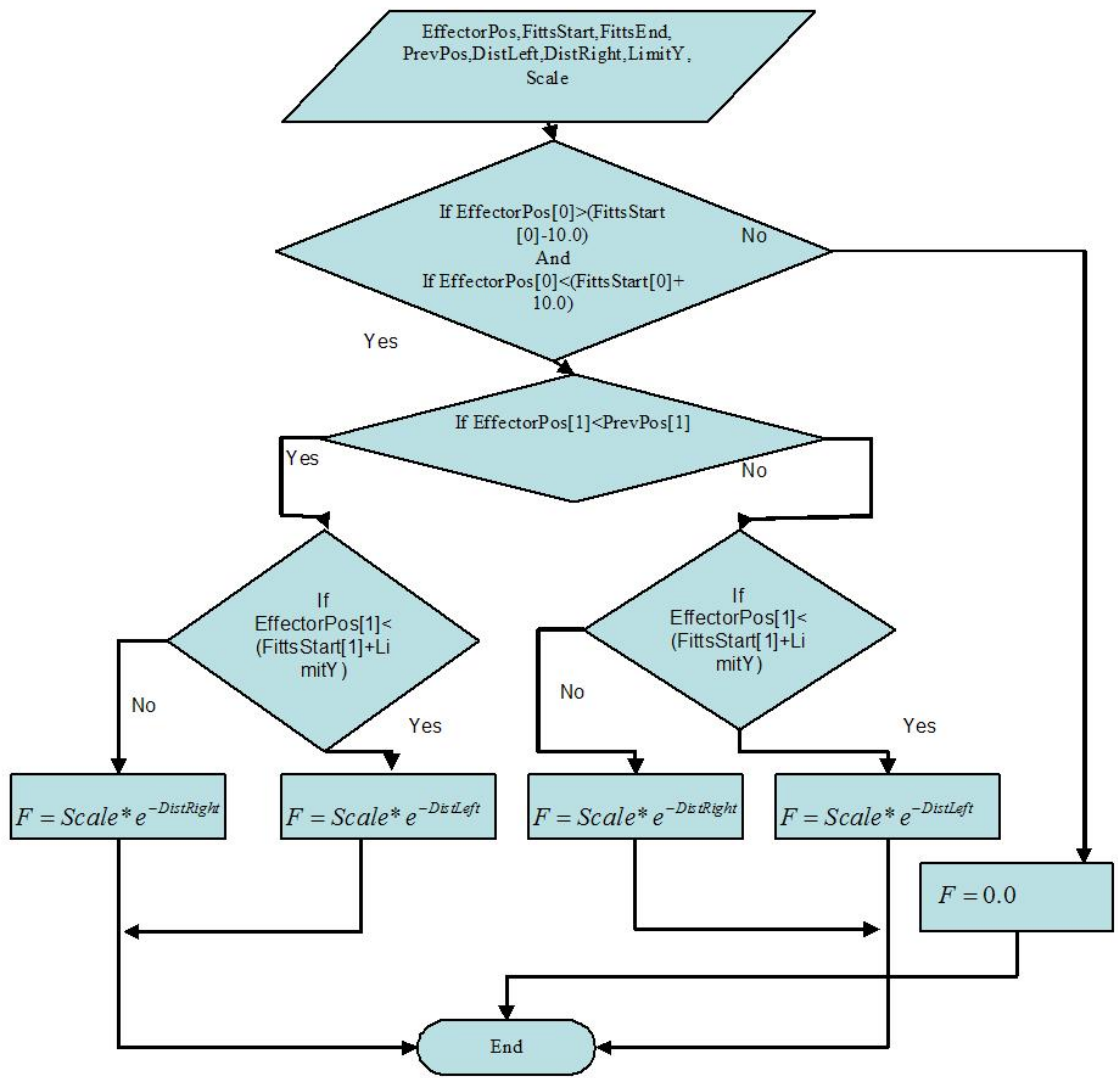 EffectorPos,FittsStart,FittsEnd,
PrevPos,DistLeft,DistRight,LimitY,
Scale
If EffectorPos[0]>(FittsStart
[0]-10.0)
And
If EffectorPos[0]<(FittsStart[0]+
10.0)
No
Yes
If EffectorPos[1]<PrevPos[1]
Yes
No
If
EffectorPos[1]<
(FittsStart[1]+Li
mitY)
No
Yes
If
EffectorPos[1]<
(FittsStart[1]+Li
mitY)
No
Yes
F = Scale* e^{-DistRight}
F = Scale* e^{-DistLeft}
F = Scale* e^{-DistRight}
F = Scale* e^{-DistLeft}
F = 0.0
End